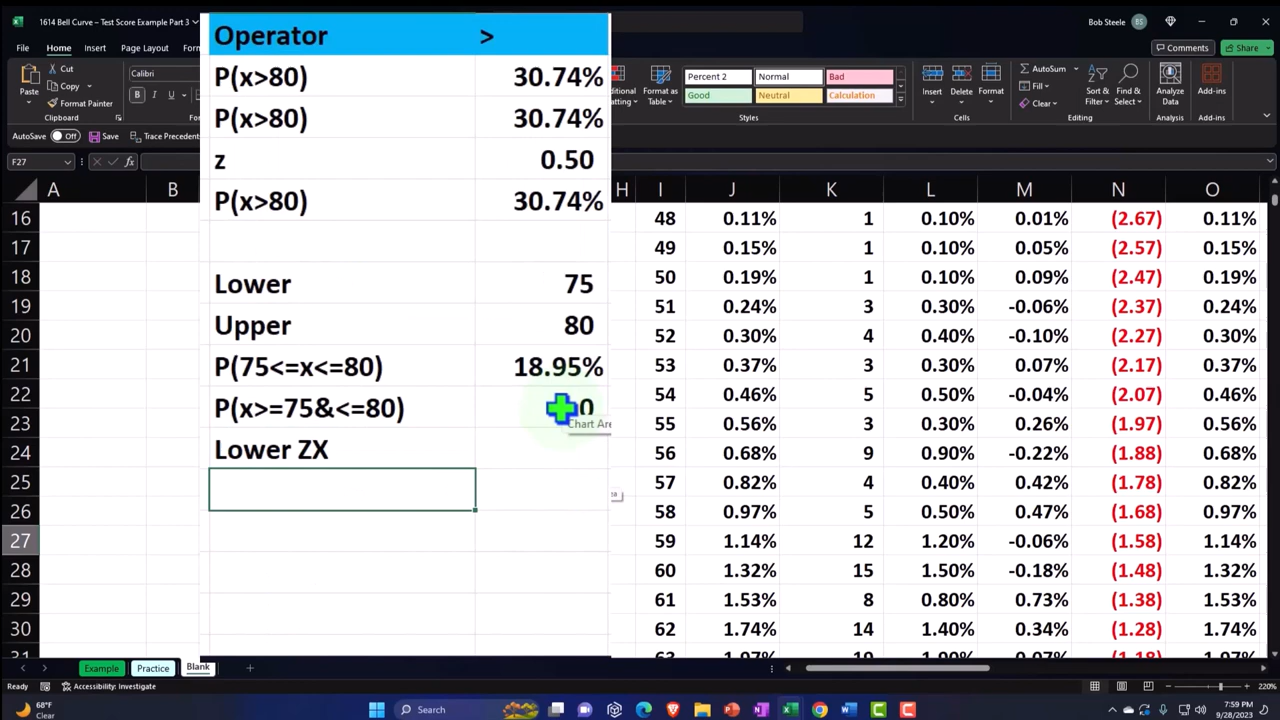 1614 Bell Curve – Test Score Example Part 3
Bob Steele BS
File Home Insert Page Layout
Comments Share
Paste Cut Copy Format Painter
Clipboard
Calibri
B I U
Format as Table
Percent 2 Normal Bad
Good Neutral Calculation
Styles
Insert Delete Format
Cells
AutoSum Fill Clear
Sort & Filter Find & Select
Editing
Analyze Data
Analysis
Add-ins
Add-ins
AutoSave Off Save Trace Precedents
F27 fx
A B H I J K L M N O
16 48 0.11% 1 0.10% 0.01% (2.67) 0.11%
17 49 0.15% 1 0.10% 0.05% (2.57) 0.15%
18 50 0.19% 1 0.10% 0.09% (2.47) 0.19%
19 51 0.24% 3 0.30% -0.06% (2.37) 0.24%
20 52 0.30% 4 0.40% -0.10% (2.27) 0.30%
21 53 0.37% 3 0.30% 0.07% (2.17) 0.37%
22 54 0.46% 5 0.50% -0.04% (2.07) 0.46%
23 55 0.56% 3 0.30% 0.26% (1.97) 0.56%
24 56 0.68% 9 0.90% -0.22% (1.88) 0.68%
25 57 0.82% 4 0.40% 0.42% (1.78) 0.82%
26 58 0.97% 5 0.50% 0.47% (1.68) 0.97%
27 59 1.14% 12 1.20% -0.06% (1.58) 1.14%
28 60 1.32% 15 1.50% -0.18% (1.48) 1.32%
29 61 1.53% 8 0.80% 0.73% (1.38) 1.53%
30 62 1.74% 14 1.40% 0.34% (1.28) 1.74%
Operator >
P(x>80) 30.74%
P(x>80) 30.74%
z 0.50
P(x>80) 30.74%
Lower 75
Upper 80
P(75<=x<=80) 18.95%
P(x>=75&<=80) 0
Chart Area
Lower ZX
Example Practice Blank +
Ready Accessibility: Investigate 220%
68°F
Clear
Search
7:59 PM
9/28/2023